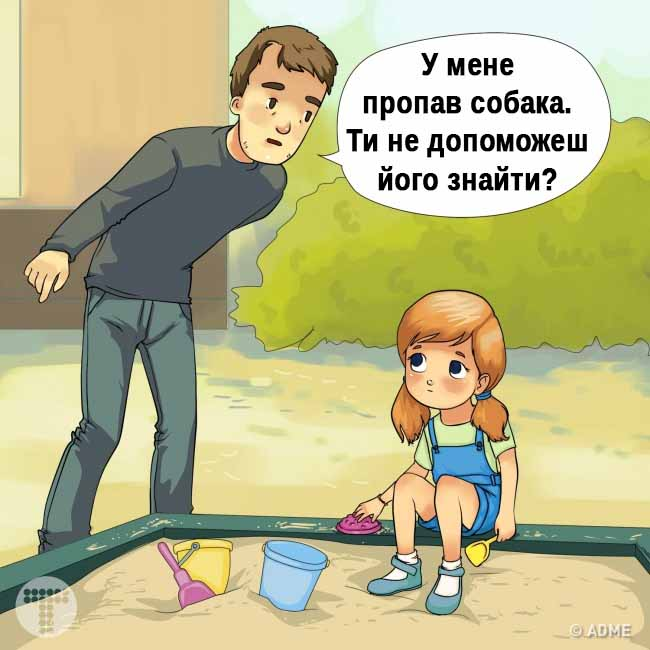 У мене
пропав собака.
Ти не допоможеш
його знайти?
T
© ADME